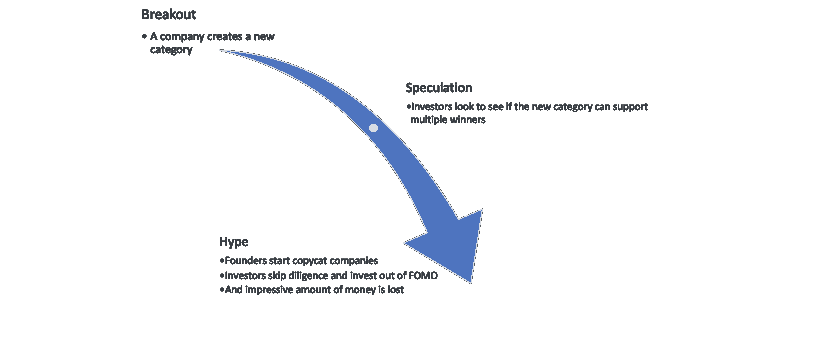 Breakout
• A company creates a new
category
Speculation
•Investors look to see if the new category can support
multiple winners
Hype
•Founders start copycat companies
•Investors skip diligence and invest out of FOMO
•And impressive amount of money is lost